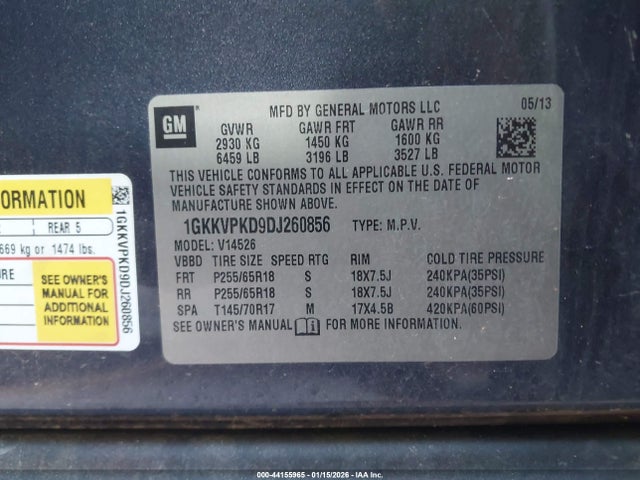 GM
MFD BY GENERAL MOTORS LLC 05/13
GVWR GAWR FRT GAWR RR
2930 KG 1450 KG 1600 KG
6459 LB 3196 LB 3527 LB
THIS VEHICLE CONFORMS TO ALL APPLICABLE U.S. FEDERAL MOTOR
VEHICLE SAFETY STANDARDS IN EFFECT ON THE DATE OF
MANUFACTURE SHOWN ABOVE.
1GKKVPKD9DJ260856 TYPE: M.P.V.
MODEL: V14526
VBBD TIRE SIZE SPEED RTG RIM COLD TIRE PRESSURE
FRT P255/65R18 S 18X7.5J 240KPA(35PSI)
RR P255/65R18 S 18X7.5J 240KPA(35PSI)
SPA T145/70R17 M 17X4.5B 420KPA(60PSI)
SEE OWNER'S MANUAL i FOR MORE INFORMATION.
ORMATION
REAR 5
669 kg or 1474 lbs.
SEE OWNER'S
MANUAL FOR
ADDITIONAL
INFORMATION
1GKKVPKD9DJ260856
000-44155965 - 01/15/2026 - IAA Inc.